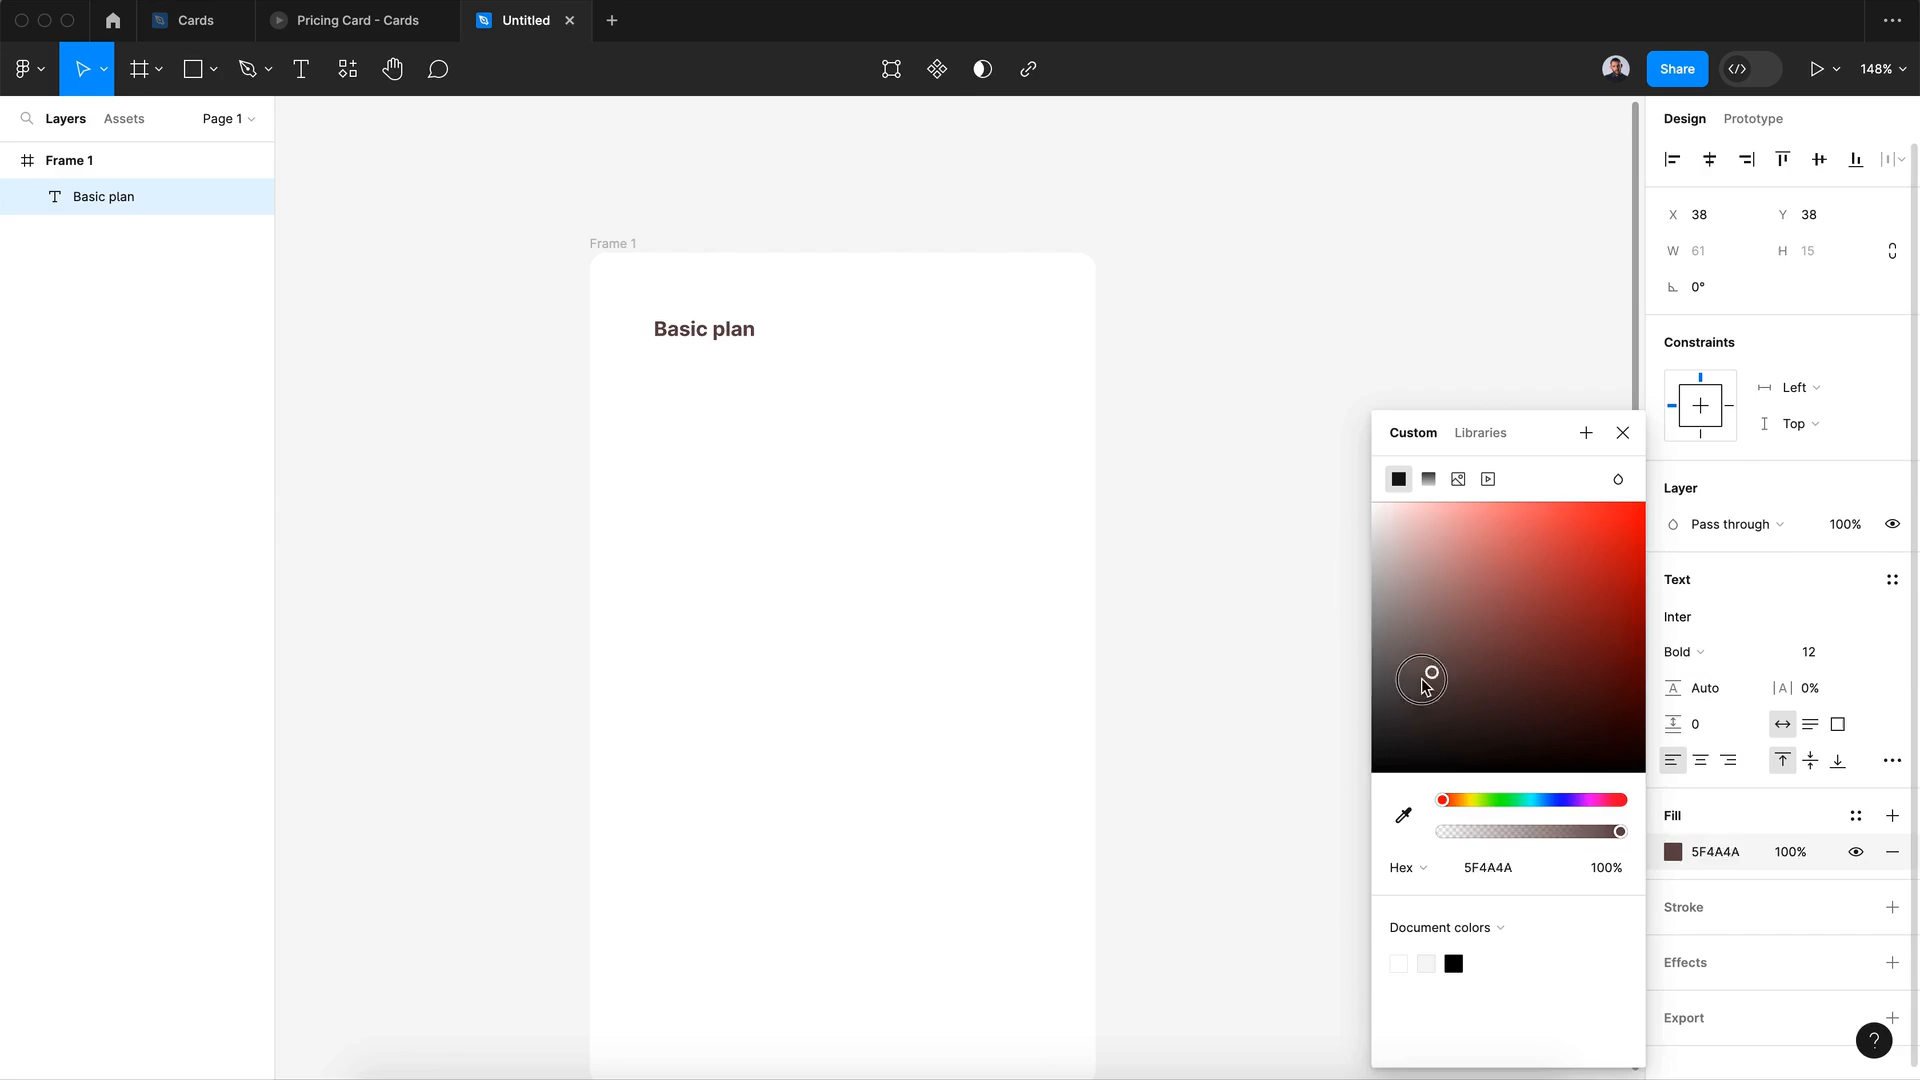 Cards
Pricing Card - Cards
Untitled
Share
148%
Layers
Assets
Page 1
Frame 1
Basic plan
Frame 1
Basic plan
Custom
Libraries
Hex
5F4A4A
100%
Document colors
Design
Prototype
X 38
Y 38
W 61
H 15
0°
Constraints
Left
Top
Layer
Pass through
100%
Text
Inter
Bold
12
A Auto
|A| 0%
0
Fill
5F4A4A
100%
Stroke
Effects
Export
?